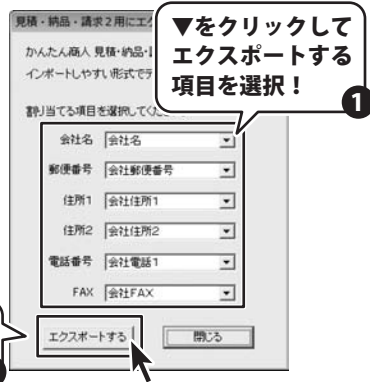 見積・納品・請求2用にエク
▼をクリックして
エクスポートする
項目を選択！
1
かんたん商人 見積・納品・
インポートしやすい形式でデ
割り当てる項目を選択してく
会社名 会社名
郵便番号 会社郵便番号
住所1 会社住所1
住所2 会社住所2
電話番号 会社電話1
FAX 会社FAX
エクスポートする 閉じる